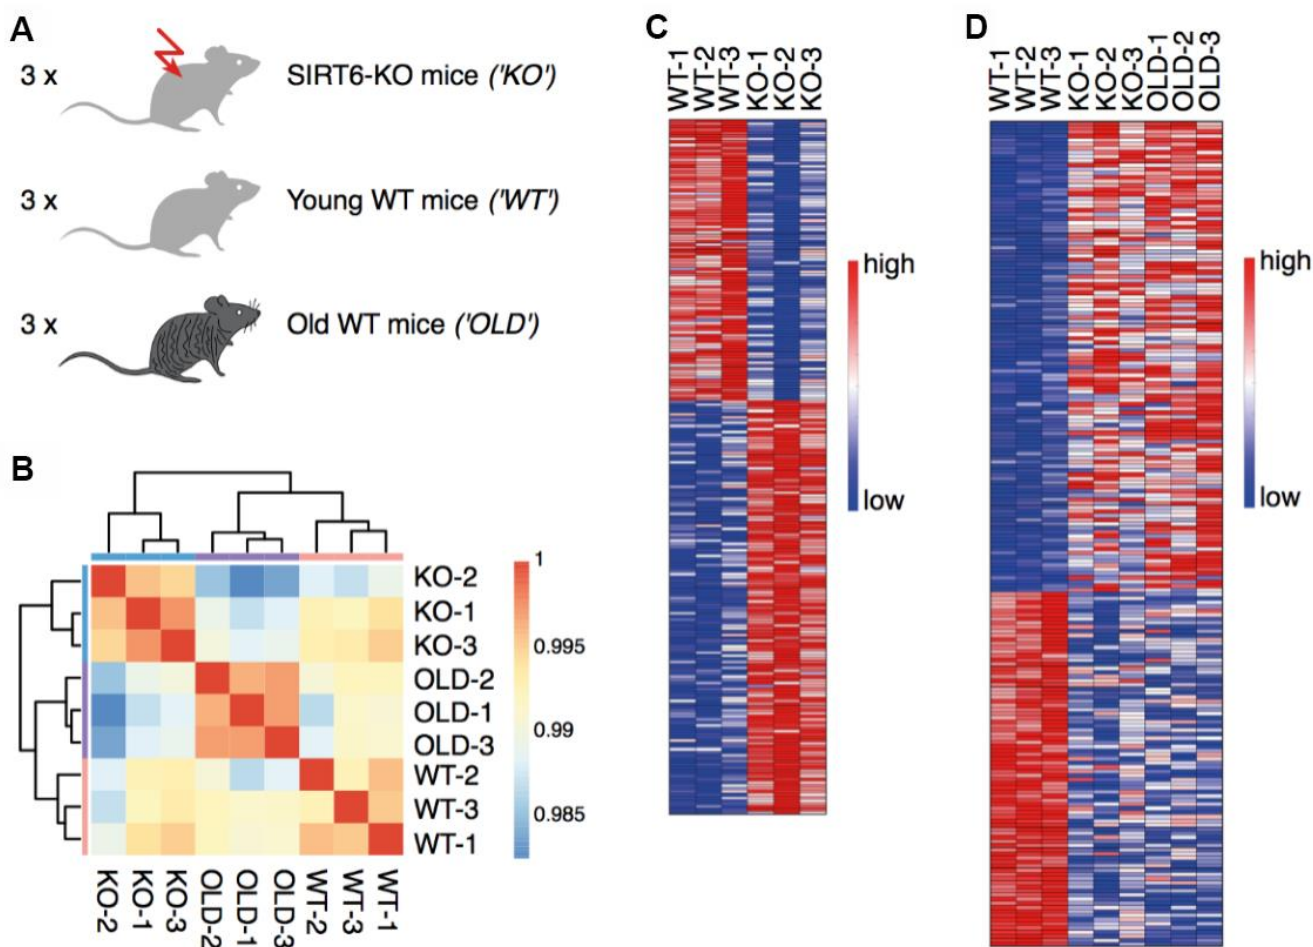 A
3 x
SIRT6-KO mice ('KO')
3 x
Young WT mice ('WT')
3 x
Old WT mice ('OLD')
B
1
0.995
0.99
0.985
KO-2
KO-1
KO-3
OLD-2
OLD-1
OLD-3
WT-2
WT-3
WT-1
KO-2
KO-1
KO-3
OLD-2
OLD-1
OLD-3
WT-2
WT-3
WT-1
C
WT-1
WT-2
WT-3
KO-1
KO-2
KO-3
high
low
D
WT-1
WT-2
WT-3
KO-1
KO-2
KO-3
OLD-1
OLD-2
OLD-3
high
low